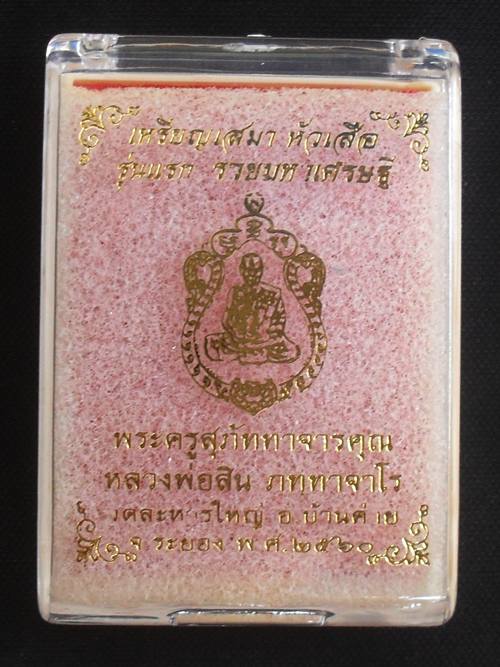 เหรียญเสมา หัวเสือ
รุ่นแรก รวยมหาเศรษฐี
พระครูสุภัททาจารคุณ
หลวงพ่อสิน ภททาจาโร
วัดละหารใหญ่ อ.บ้านค่าย
จ.ระยอง พ.ศ.๒๕๖๐